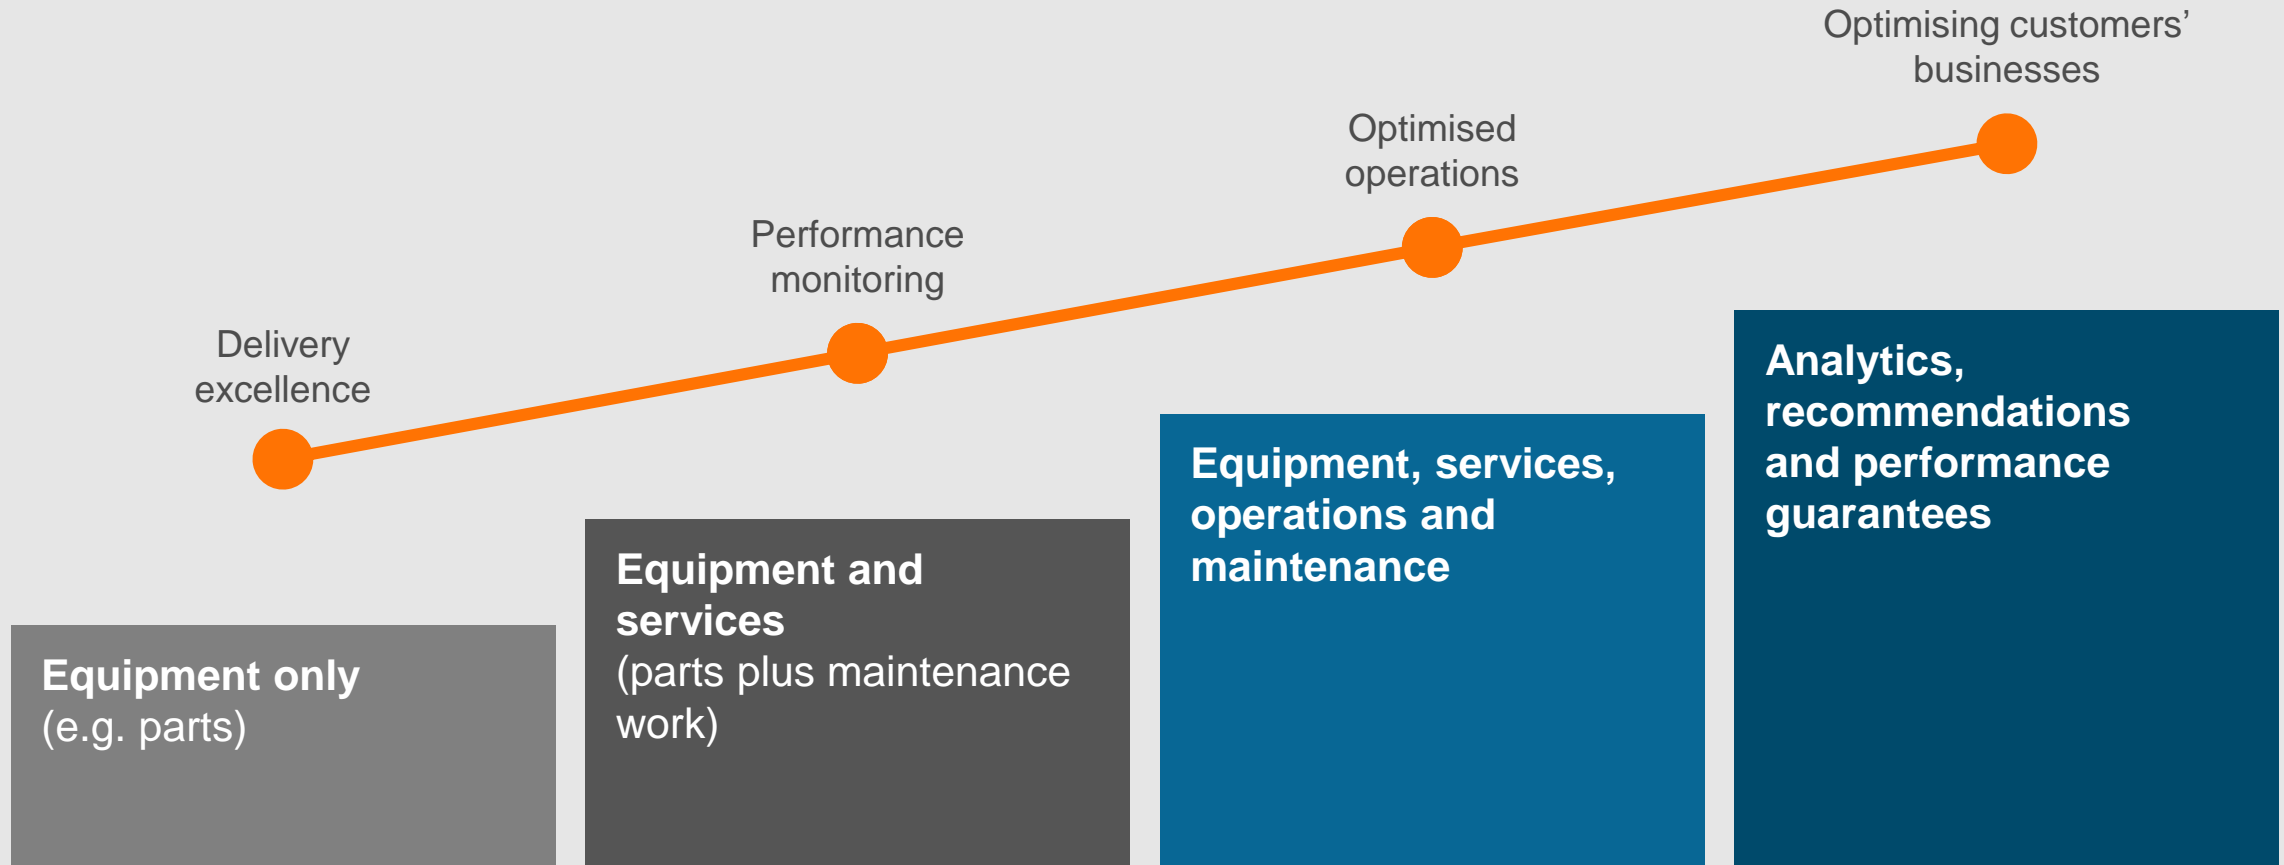 Optimising customers’
businesses
Optimised
operations
Performance
monitoring
Delivery
excellence
Equipment only
(e.g. parts)
Equipment and
services
(parts plus maintenance
work)
Equipment, services,
operations and
maintenance
Analytics,
recommendations
and performance
guarantees